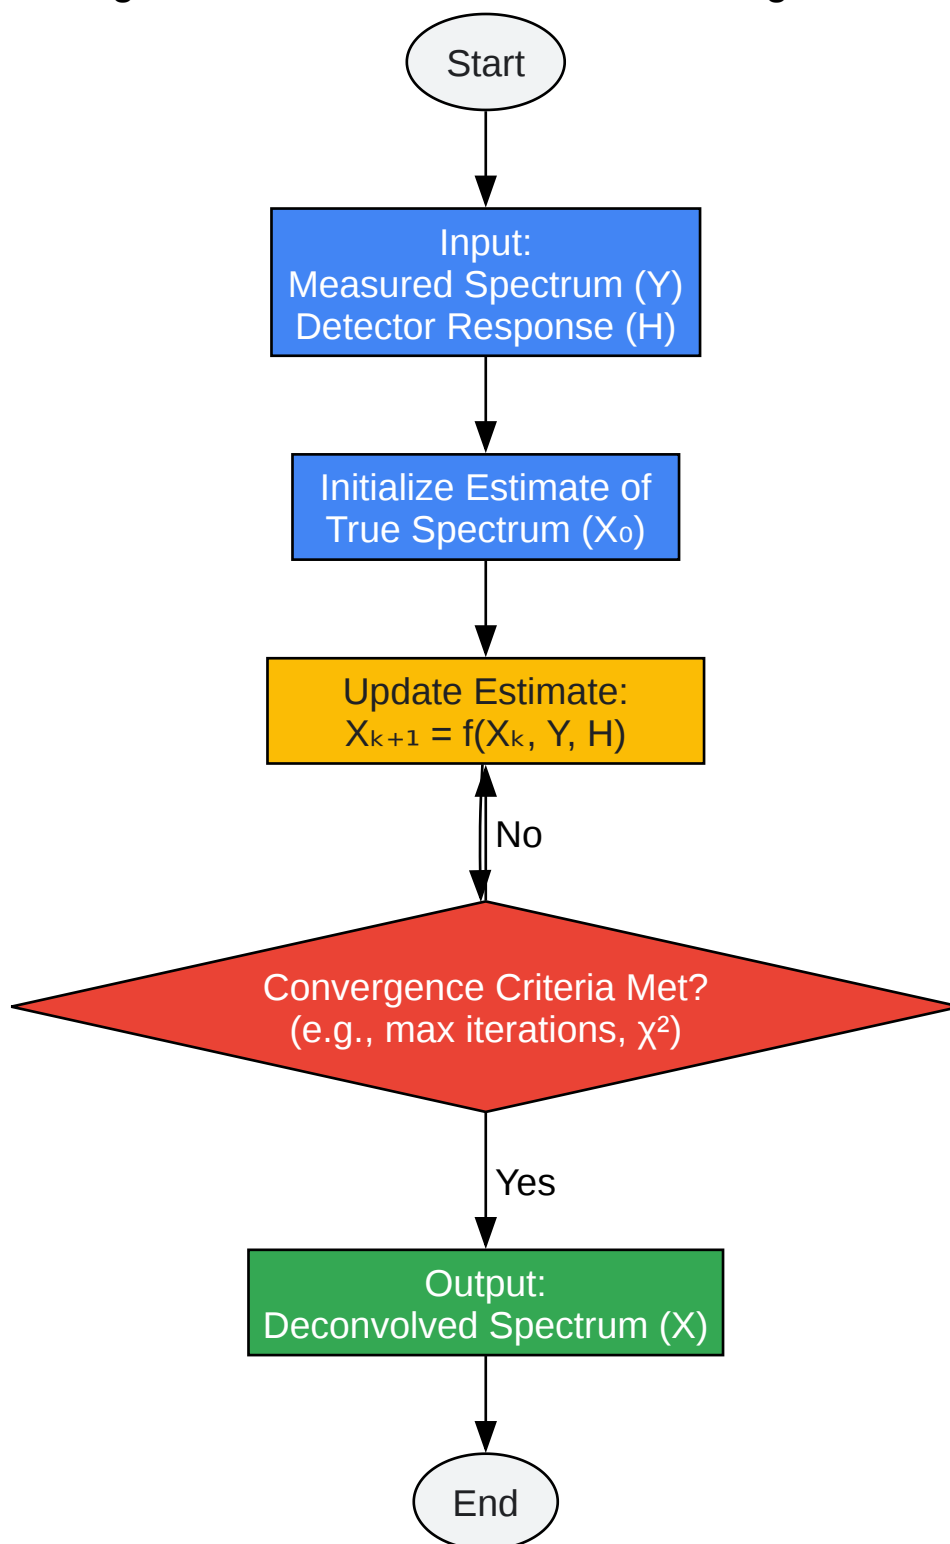 Start
Input:
Measured Spectrum (Y)
Detector Response (H)
Initialize Estimate of
True Spectrum (X₀)
Update Estimate:
Xₖ₊₁ = f(Xₖ, Y, H)
No
Convergence Criteria Met?
(e.g., max iterations, χ²)
Yes
Output:
Deconvolved Spectrum (X)
End